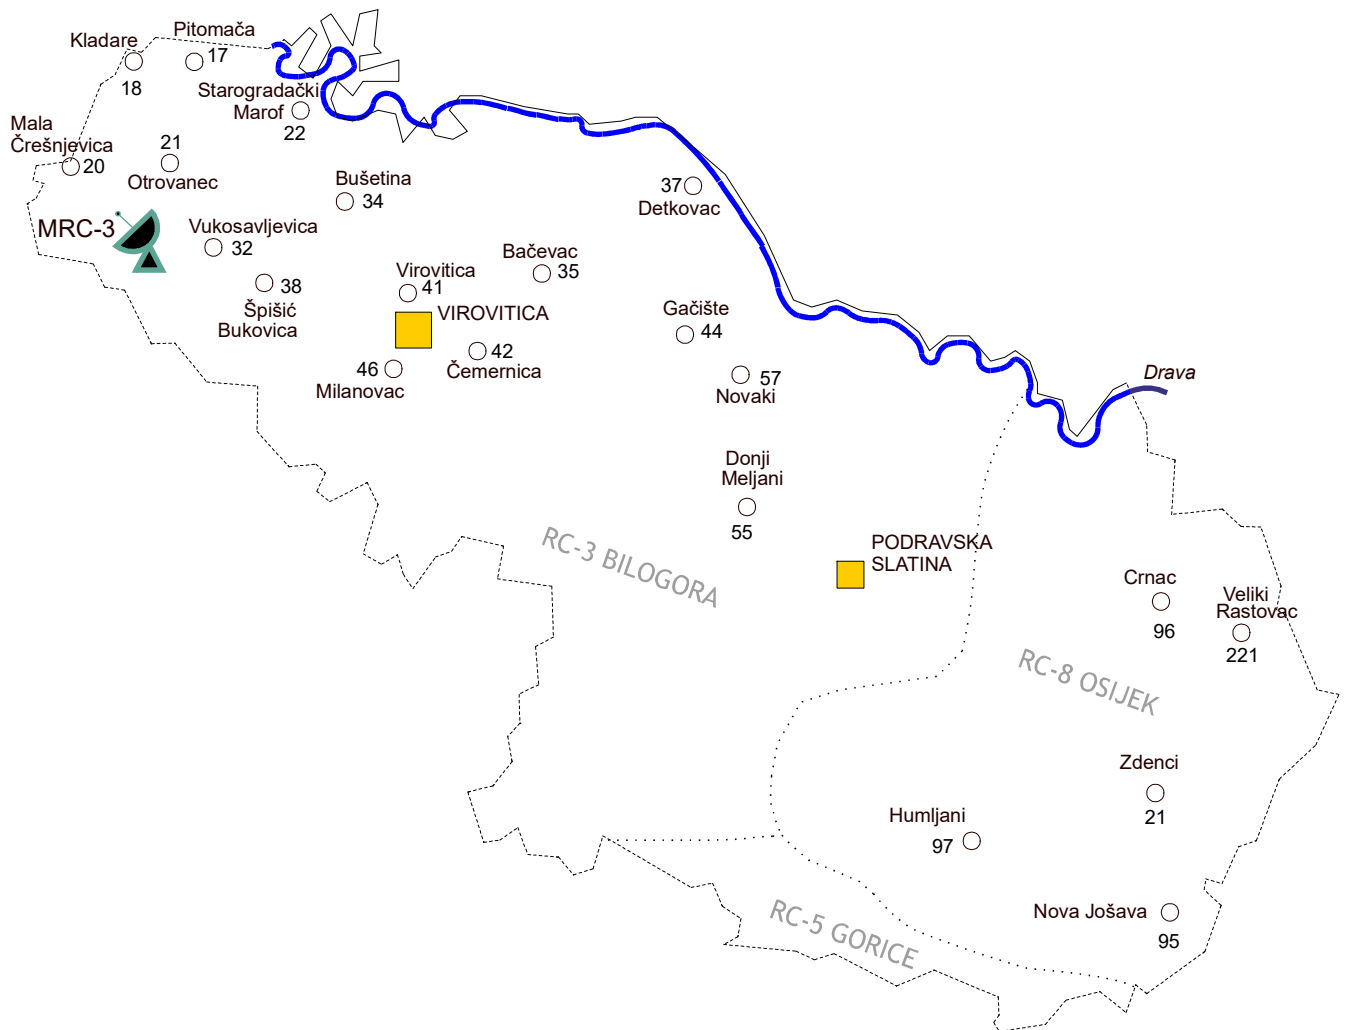 Pitomača
17
Kladare
18
Starogradački
Marof
22
Mala
Črešnjevica
20
21
Otrovanec
Bušetina
34
37
Detkovac
MRC-3
Vukosavljevica
32
38
Špišić
Bukovica
Bačevac
35
Virovitica
41
VIROVITICA
Gačište
44
42
Čemernica
46
Milanovac
57
Novaki
Drava
Donji
Meljani
55
RC-3 BILOGORA
PODRAVSKA
SLATINA
Crnac
96
Veliki
Rastovac
221
RC-8 OSIJEK
Zdenci
21
Humljani
97
Nova Jošava
95
RC-5 GORICE